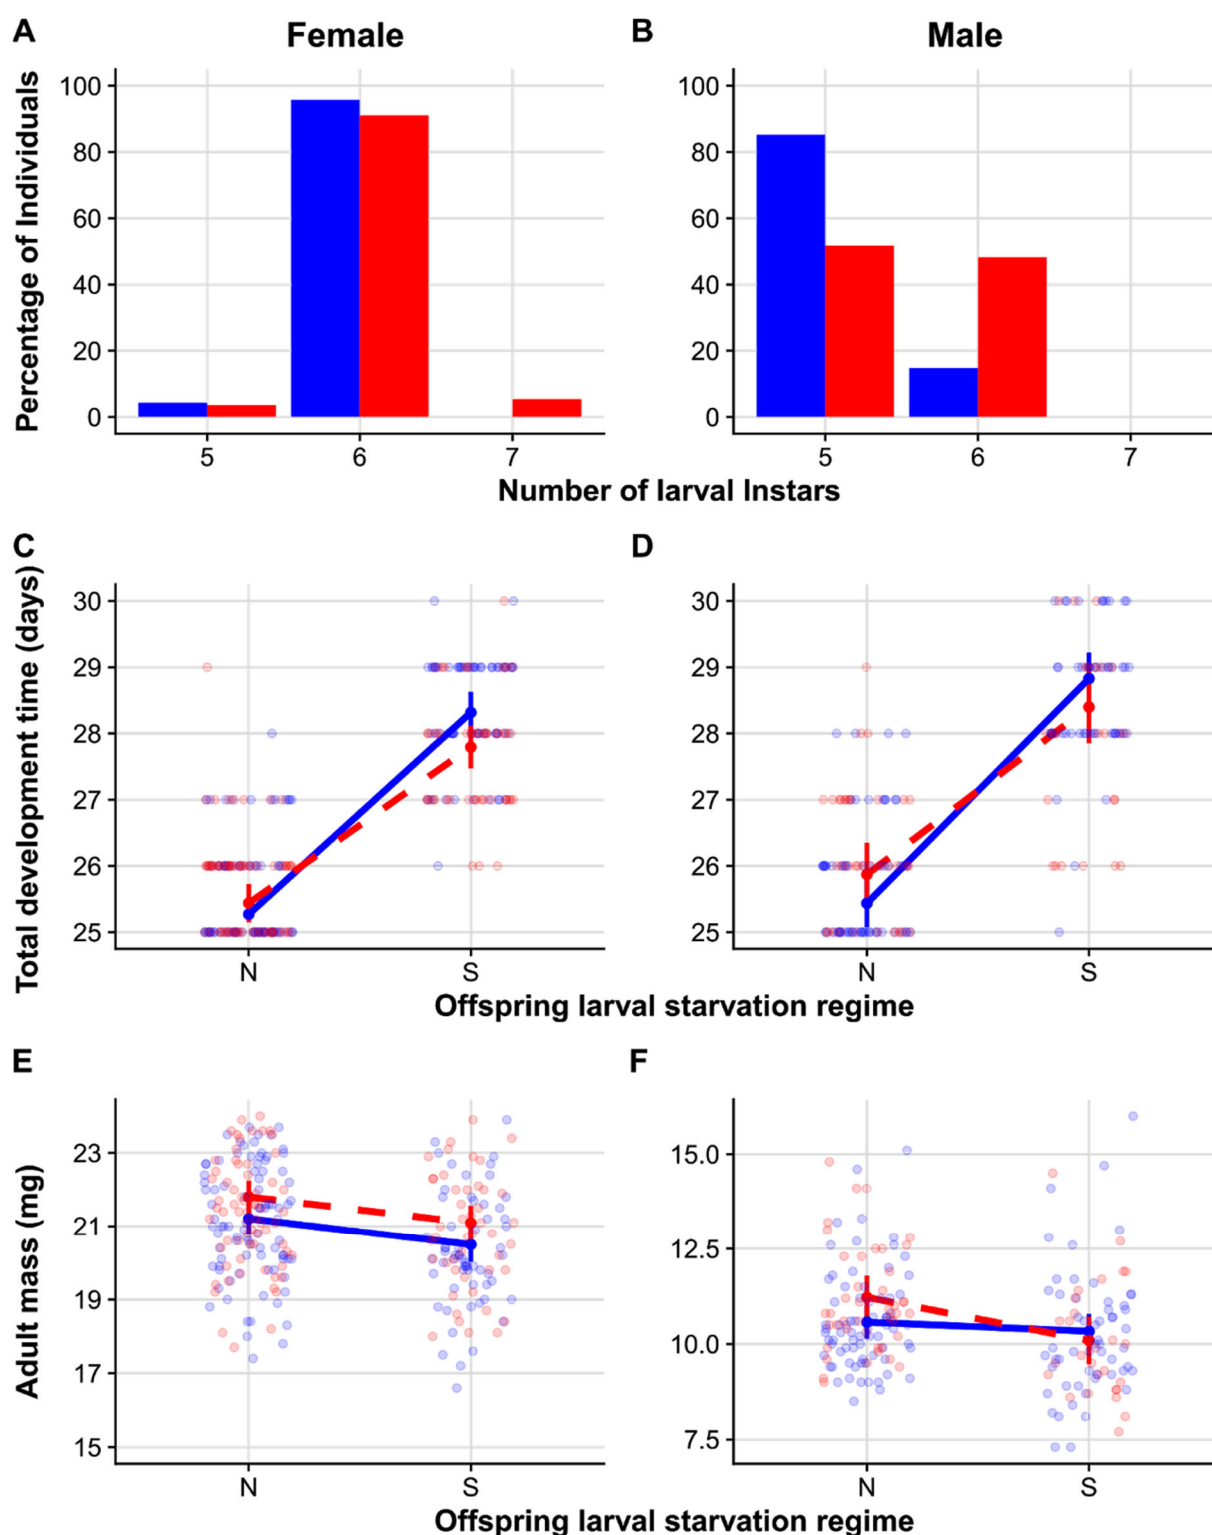 A
Female
B
Male
Percentage of Individuals
100
80
60
40
20
0
5
6
7
100
80
60
40
20
0
5
6
7
Number of larval Instars
C
D
Total development time (days)
30
29
28
27
26
25
N
S
30
29
28
27
26
25
N
S
Offspring larval starvation regime
E
F
Adult mass (mg)
23
21
19
17
15
N
S
15.0
12.5
10.0
7.5
N
S
Offspring larval starvation regime